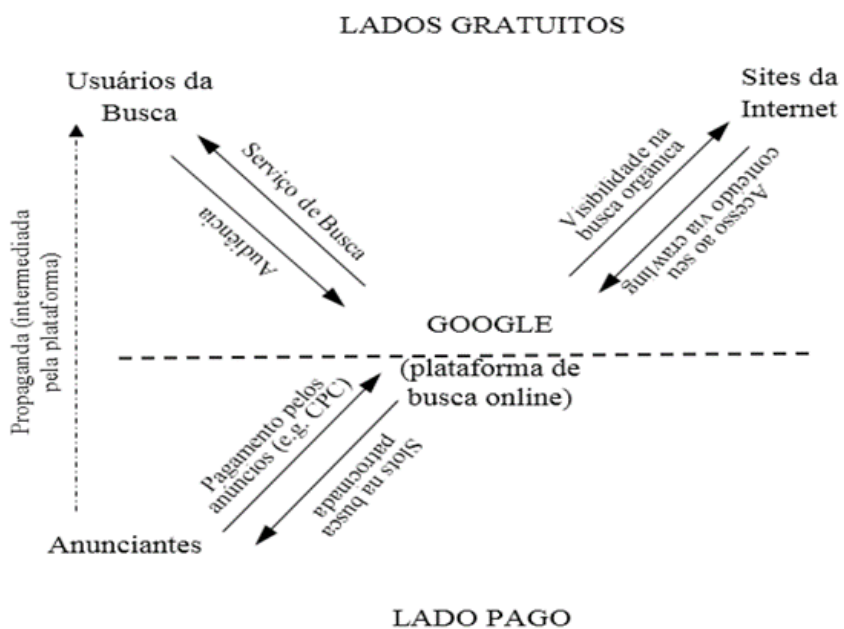 LADOS GRATUITOS
Usuários da
Busca
Sites da
Internet
Serviço de Busca
Audiência
Visibilidade na
busca orgânica
Acesso ao seu
conteúdo via crawling
Propaganda (intermediada
pela plataforma)
GOOGLE
(plataforma de
busca online)
Pagamento pelos
anúncios (e.g. CPC)
Slots na busca
patrocinada
Anunciantes
LADO PAGO